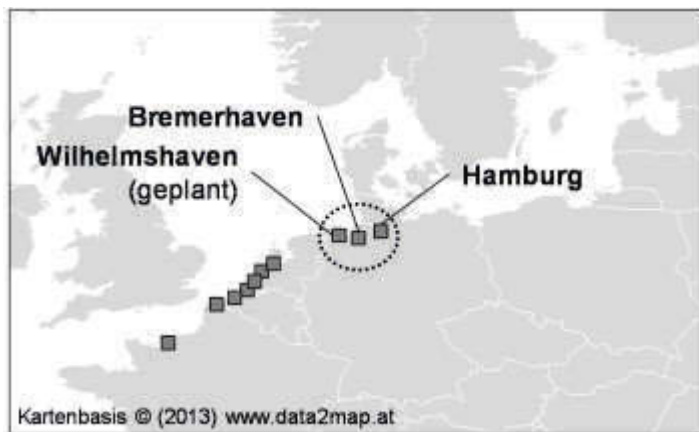 Bremerhaven
Wilhelmshaven
(geplant)
Hamburg
Kartenbasis © (2013) www.data2map.at